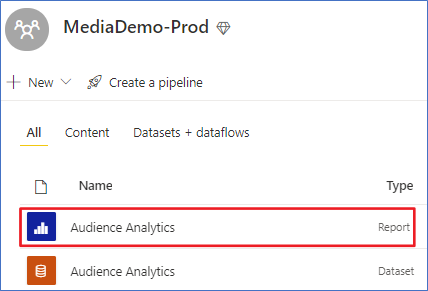 MediaDemo-Prod
New Create a pipeline
All Content Datasets + dataflows
Name Type
Audience Analytics Report
Audience Analytics Dataset